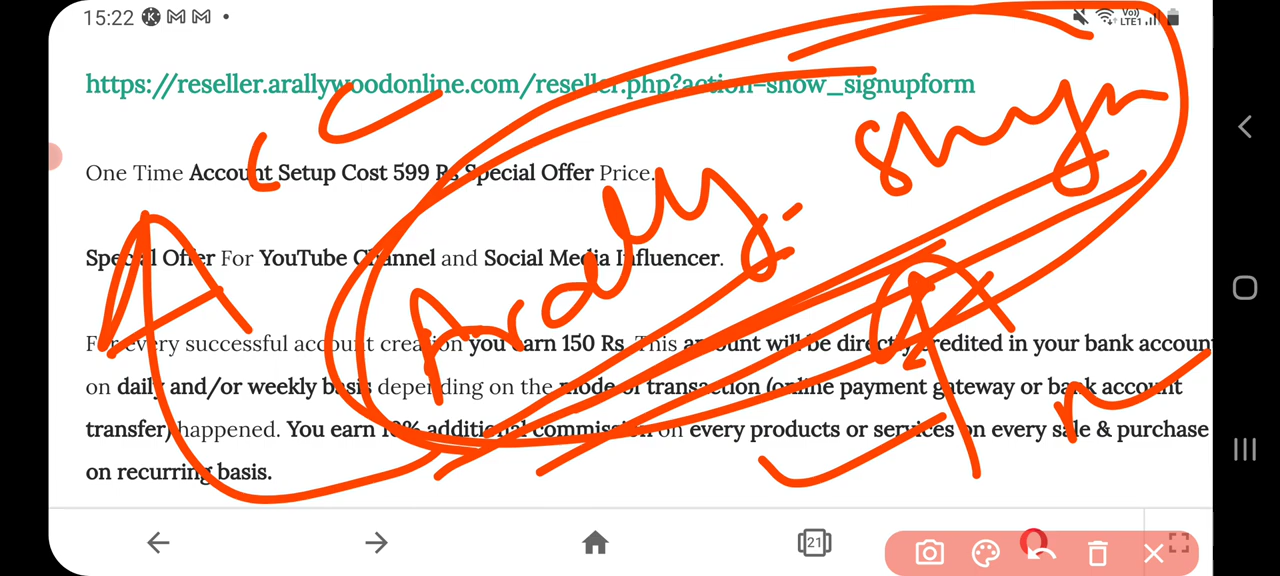 15:22
Vo)) LTE1
https://reseller.arallywoodonline.com/reseller.php?action=show_signupform
One Time Account Setup Cost 599 Rs Special Offer Price.
Special Offer For YouTube Channel and Social Media Influencer.
For every successful account creation you earn 150 Rs. This amount will be directly credited in your bank account
on daily and/or weekly basis depending on the mode of transaction (online payment gateway or bank account
transfer) happened. You earn 10% additional commission on every products or services on every sale & purchase
on recurring basis.
21